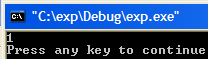 "C:\exp\Debug\exp.exe"
1
Press any key to continue